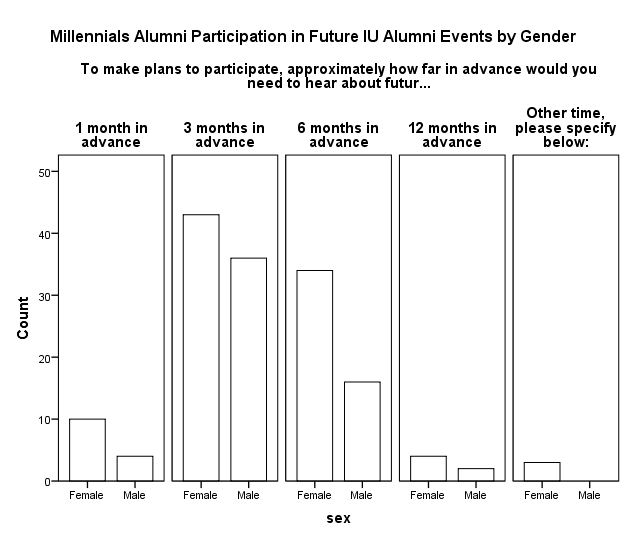 Millennials Alumni Participation in Future IU Alumni Events by Gender
To make plans to participate, approximately how far in advance would you
need to hear about futur...
1 month in
advance
3 months in
advance
6 months in
advance
12 months in
advance
Other time,
please specify
below:
50
40
30
20
10
0
Count
Female Male Female Male Female Male Female Male Female Male
sex